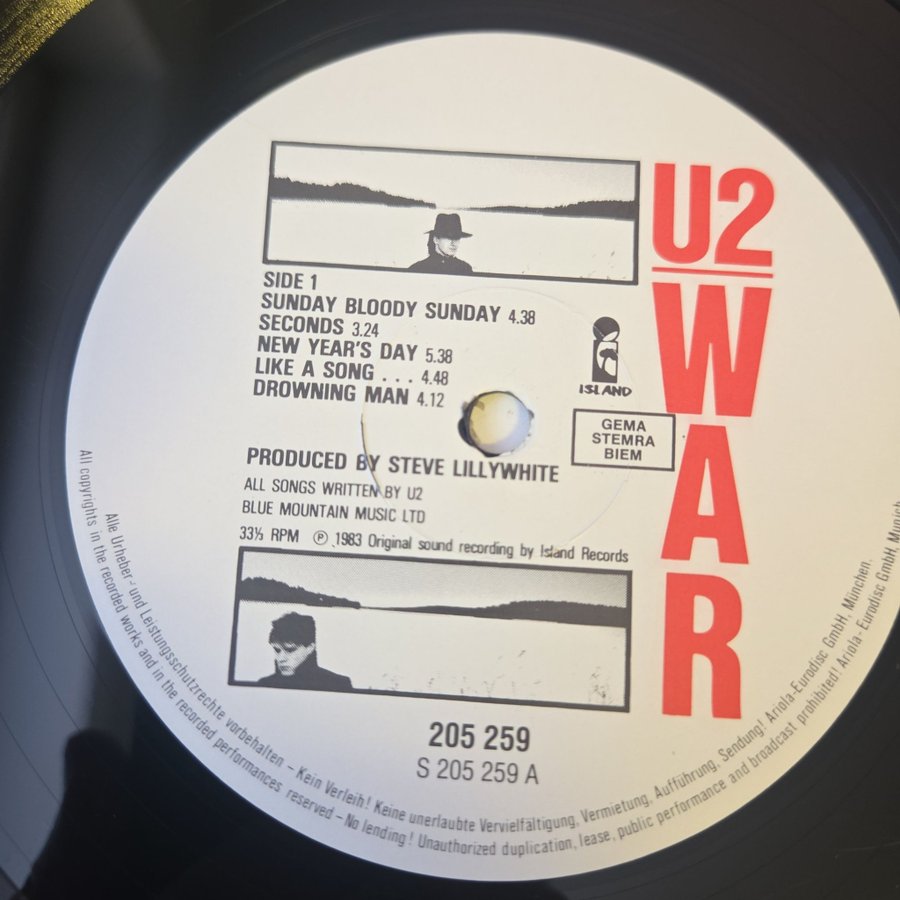 U2
WAR
SIDE 1
SUNDAY BLOODY SUNDAY 4.38
SECONDS 3.24
NEW YEAR'S DAY 5.38
LIKE A SONG . . . 4.48
DROWNING MAN 4.12
ISLAND
GEMA
STEMRA
BIEM
PRODUCED BY STEVE LILLYWHITE
ALL SONGS WRITTEN BY U2
BLUE MOUNTAIN MUSIC LTD
33⅓ RPM ℗ 1983 Original sound recording by Island Records
205 259
S 205 259 A
Alle Urheber- und Leistungsschutzrechte vorbehalten – Kein Verleih! Keine unerlaubte Vervielfältigung, Vermietung, Aufführung, Sendung! Ariola-Eurodisc GmbH, München.
All copyrights in the recorded works and in the recorded performances reserved – No lending! Unauthorized duplication, lease, public performance and broadcast prohibited! Ariola-Eurodisc GmbH, Munich